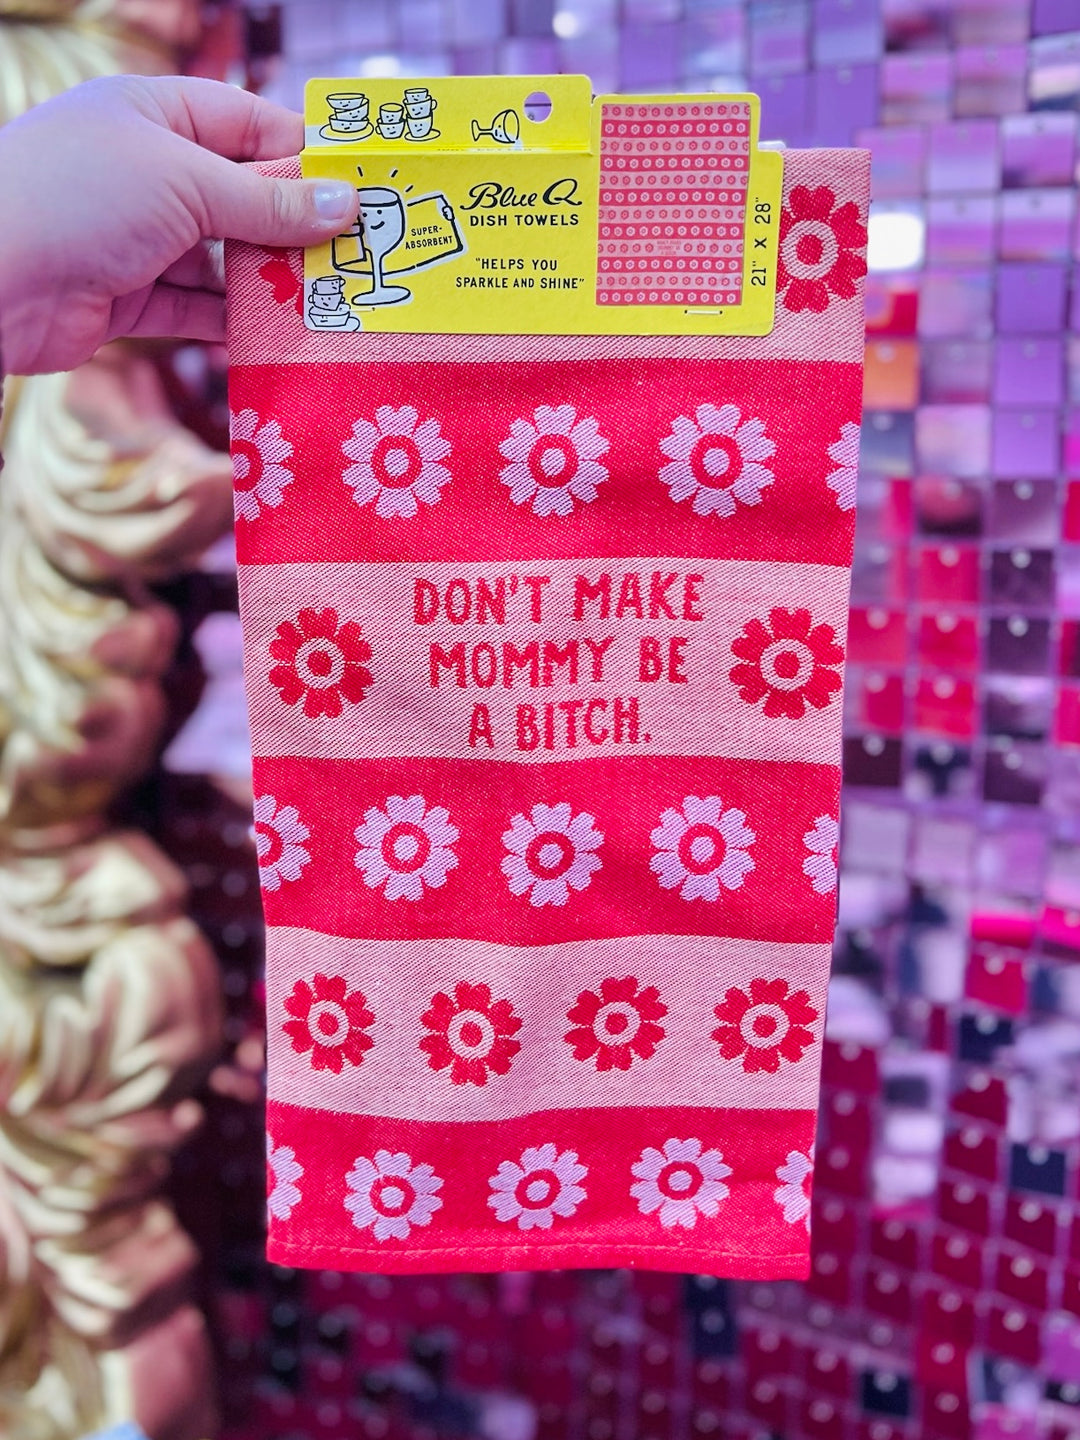 Blue Q
DISH TOWELS
SUPER-
ABSORBENT
"HELPS YOU
SPARKLE AND SHINE"
21" X 28"
DON'T MAKE
MOMMY BE
A BITCH.